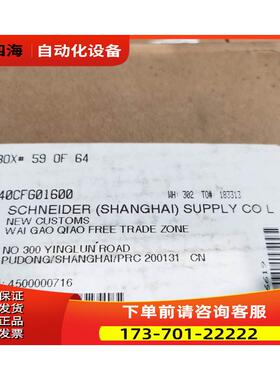 四海 自动化设备
BOX# 59 OF 64
40CFG01600
WH: 302 TO# 183313
SCHNEIDER (SHANGHAI) SUPPLY CO L
NEW CUSTOMS
WAI GAO QIAO FREE TRADE ZONE
NO 300 YINGLUN ROAD
PUDONG/SHANGHAI/PRC 200131 CN
4500000716
下单前请咨询客服
173-701-22222